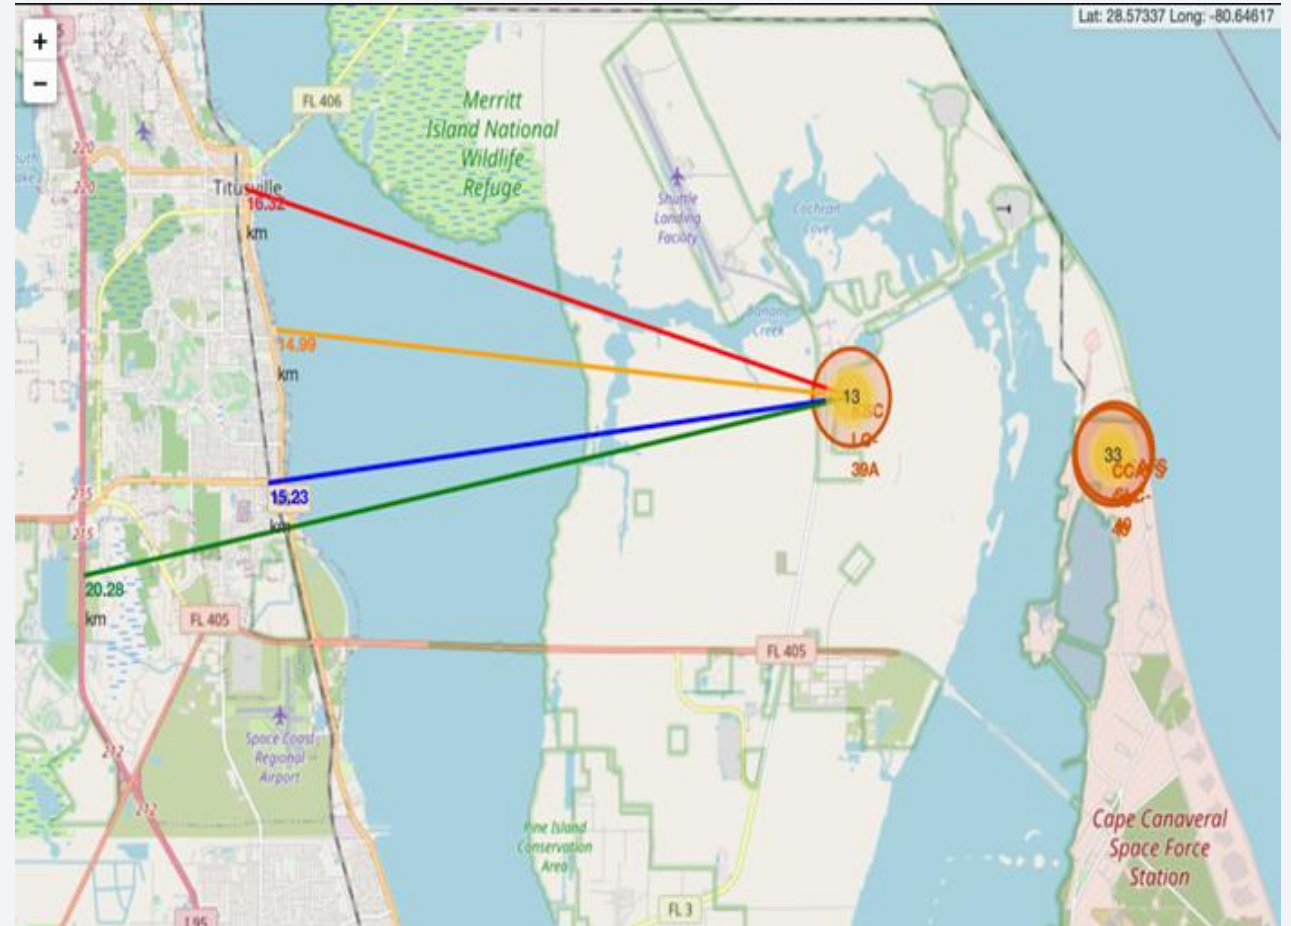 +
−
Lat: 28.57337 Long: -80.64617
FL 406
Merritt
Island National
Wildlife
Refuge
220
220
Titusville
16.32
km
Shuttle
Landing
Facility
Banana
Creek
14.99
km
13
LC-
39A
33
215
15.23
km
215
20.28
km
FL 405
FL 405
212
Space Coast
Regional
Airport
212
Pine Island
Conservation
Area
Cape Canaveral
Space Force
Station
FL 3
I 95